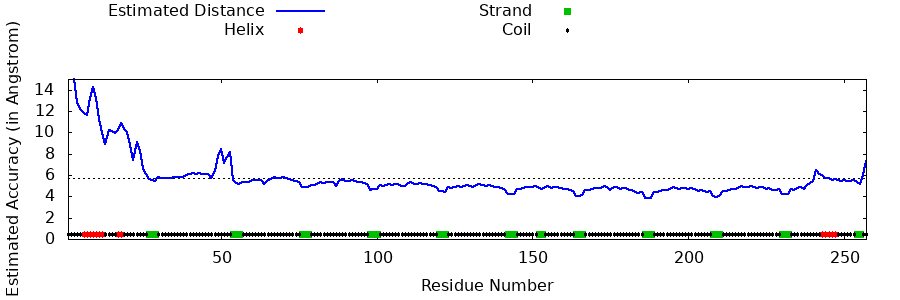 Estimated Distance
Strand
Helix
Coil
Estimated Accuracy (in Angstrom)
14
12
10
8
6
4
2
0
50
100
150
200
250
Residue Number